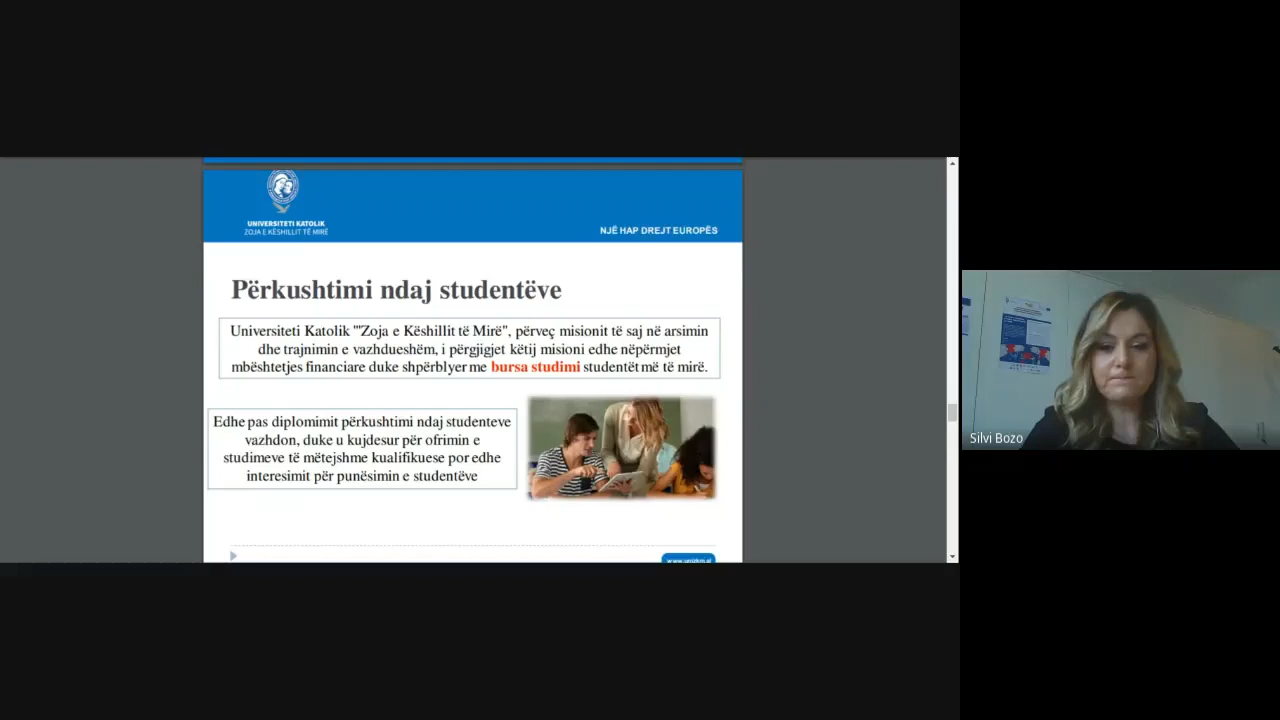 UNIVERSITETI KATOLIK
ZOJA E KËSHILLIT TË MIRË
NJË HAP DREJT EUROPËS
Përkushtimi ndaj studentëve
Universiteti Katolik '"Zoja e Këshillit të Mirë", përveç misionit të saj në arsimin
dhe trajnimin e vazhdueshëm, i përgjigjet këtij misioni edhe nëpërmjet
mbështetjes financiare duke shpërblyer me bursa studimi studentët më të mirë.
Edhe pas diplomimit përkushtimi ndaj studenteve
vazhdon, duke u kujdesur për ofrimin e
studimeve të mëtejshme kualifikuese por edhe
interesimit për punësimin e studentëve
Silvi Bozo